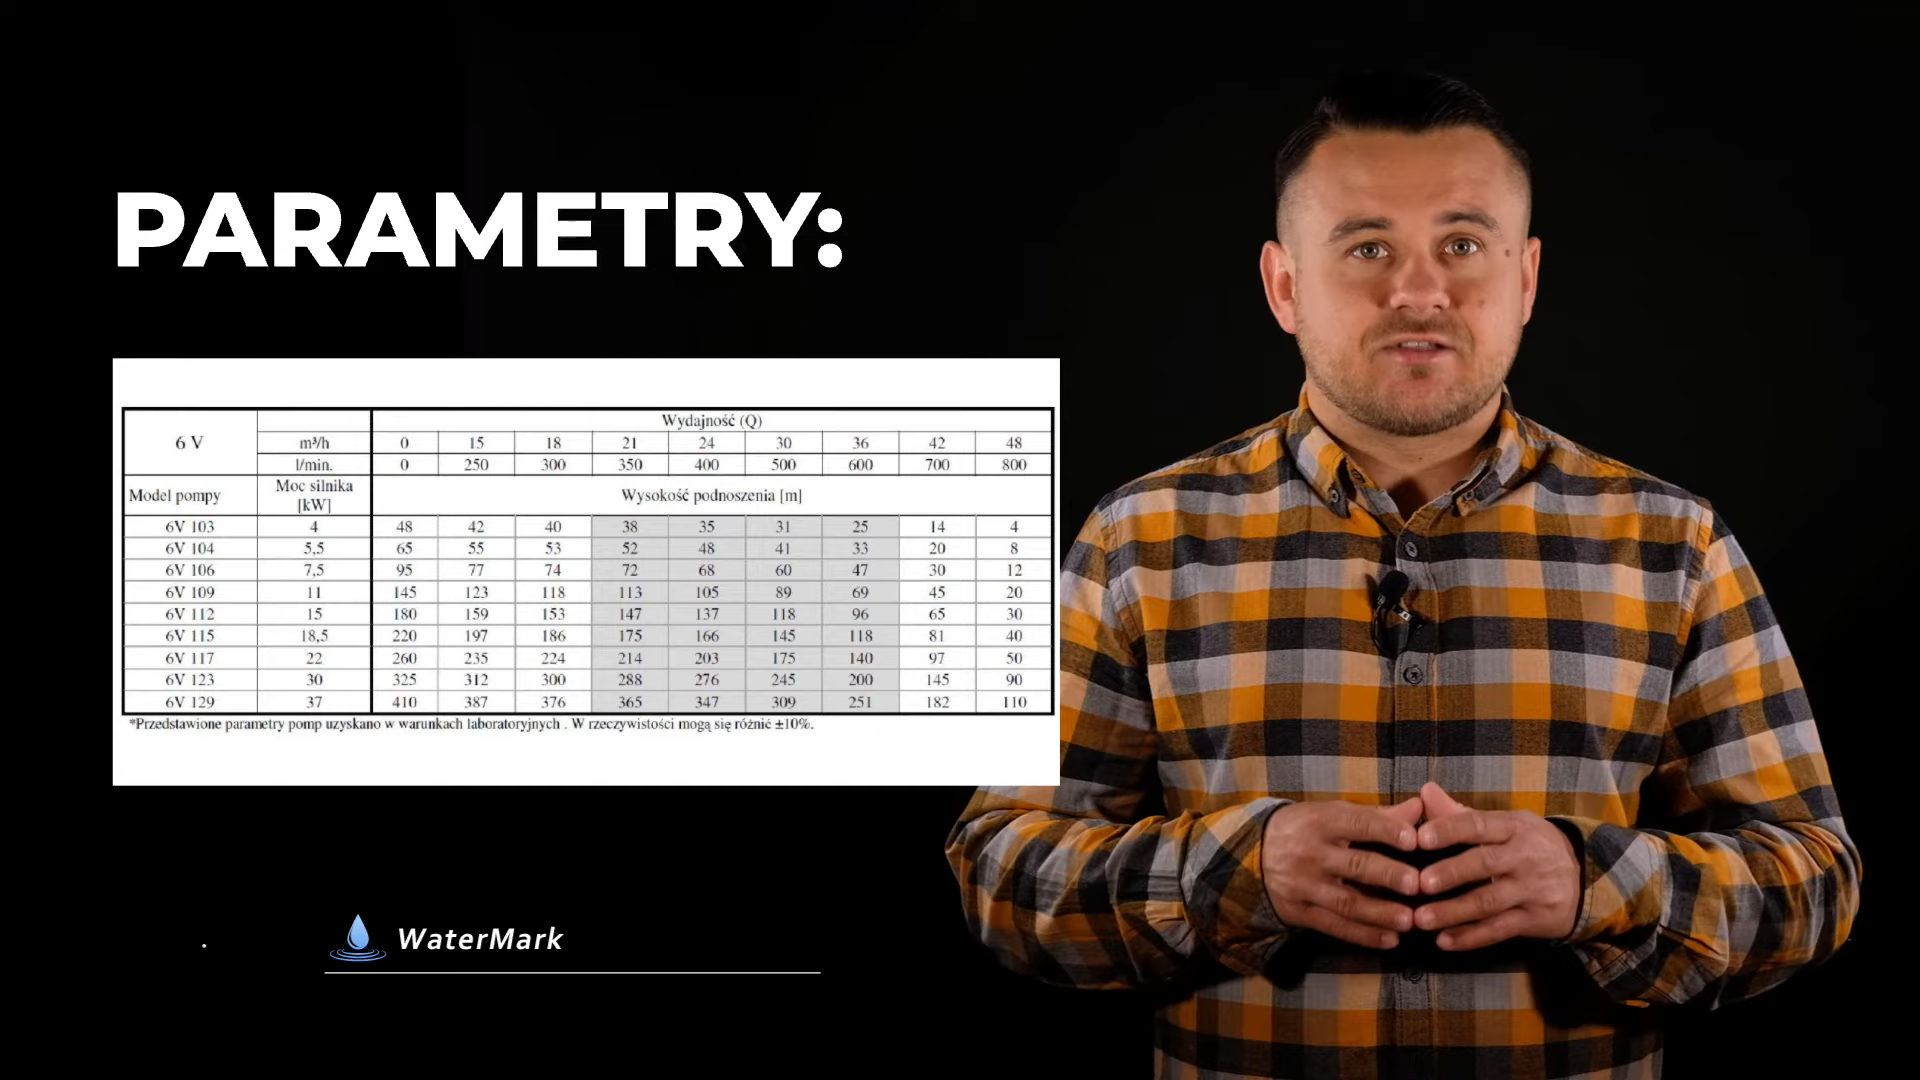 PARAMETRY:
6 V
Wydajność (Q)
m³/h 0 15 18 21 24 30 36 42 48
l/min. 0 250 300 350 400 500 600 700 800
Model pompy Moc silnika [kW] Wysokość podnoszenia [m]
6V 103 4 48 42 40 38 35 31 25 14 4
6V 104 5,5 65 55 53 52 48 41 33 20 8
6V 106 7,5 95 77 74 72 68 60 47 30 12
6V 109 11 145 123 118 113 105 89 69 45 20
6V 112 15 180 159 153 147 137 118 96 65 30
6V 115 18,5 220 197 186 175 166 145 118 81 40
6V 117 22 260 235 224 214 203 175 140 97 50
6V 123 30 325 312 300 288 276 245 200 145 90
6V 129 37 410 387 376 365 347 309 251 182 110
*Przedstawione parametry pomp uzyskano w warunkach laboratoryjnych . W rzeczywistości mogą się różnić ±10%.
WaterMark